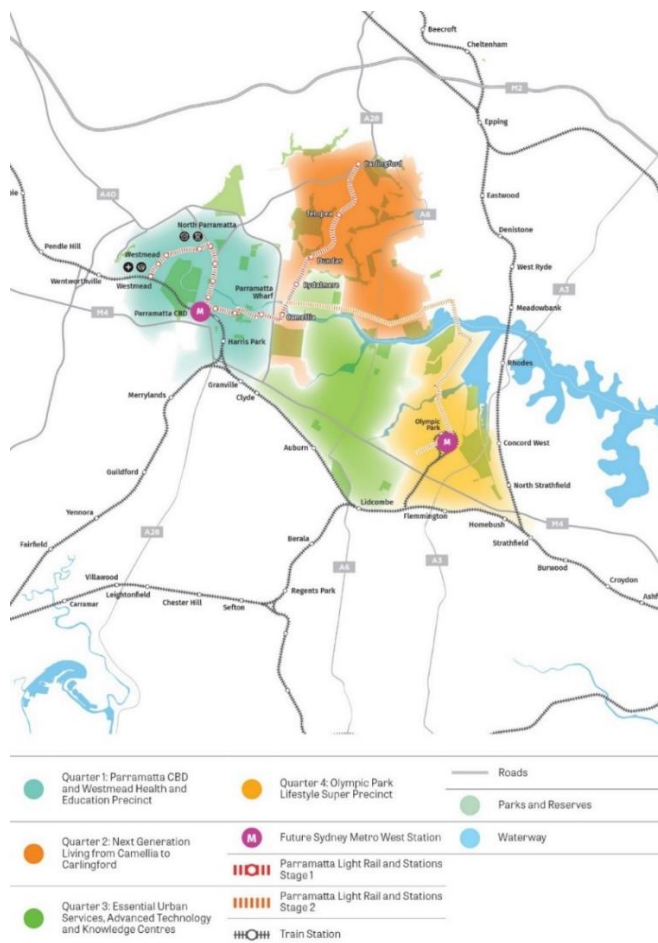 Beecroft
Cheltenham
M2
A28
Epping
Carlingford
A40
Eastwood
Telopea
A6
North Parramatta
Denistone
Pendle Hill
Westmead
Dundas
West Ryde
Wentworthville
Westmead
Rydalmere
A3
Parramatta
Wharf
Meadowbank
M4
Parramatta CBD
M
Camellia
Harris Park
Rhodes
Granville
Merrylands
Clyde
Olympic
Park
M
Auburn
Concord West
Guildford
North Strathfield
Lidcombe
Yennora
Flemmington
Homebush
M4
A28
Strathfield
Fairfield
Berala
Burwood
A6
A3
Croydon
Villawood
Leightonfield
Regents Park
Carramar
Chester Hill
Sefton
Quarter 1: Parramatta CBD
and Westmead Health and
Education Precinct
Quarter 2: Next Generation
Living from Camellia to
Carlingford
Quarter 3: Essential Urban
Services, Advanced Technology
and Knowledge Centres
Quarter 4: Olympic Park
Lifestyle Super Precinct
M
Future Sydney Metro West Station
Parramatta Light Rail and Stations
Stage 1
Parramatta Light Rail and Stations
Stage 2
Train Station
Roads
Parks and Reserves
Waterway